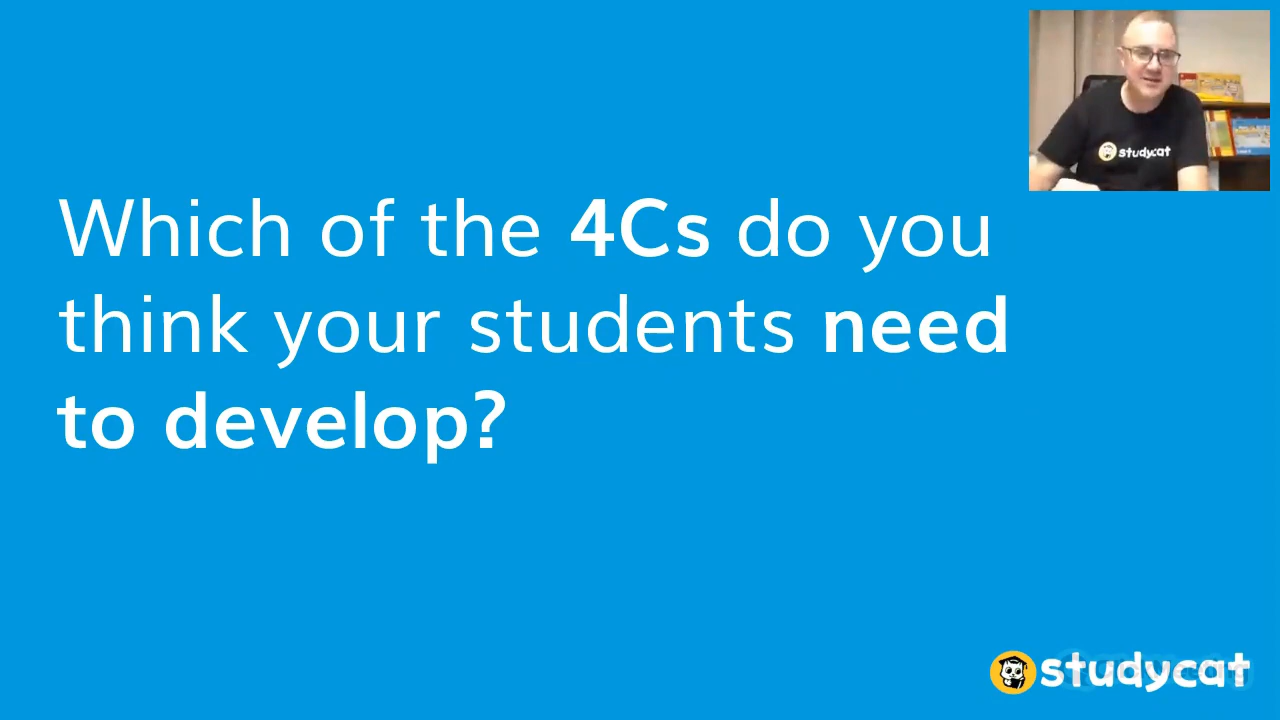 Which of the 4Cs do you
think your students need
to develop?
studycat
studycat